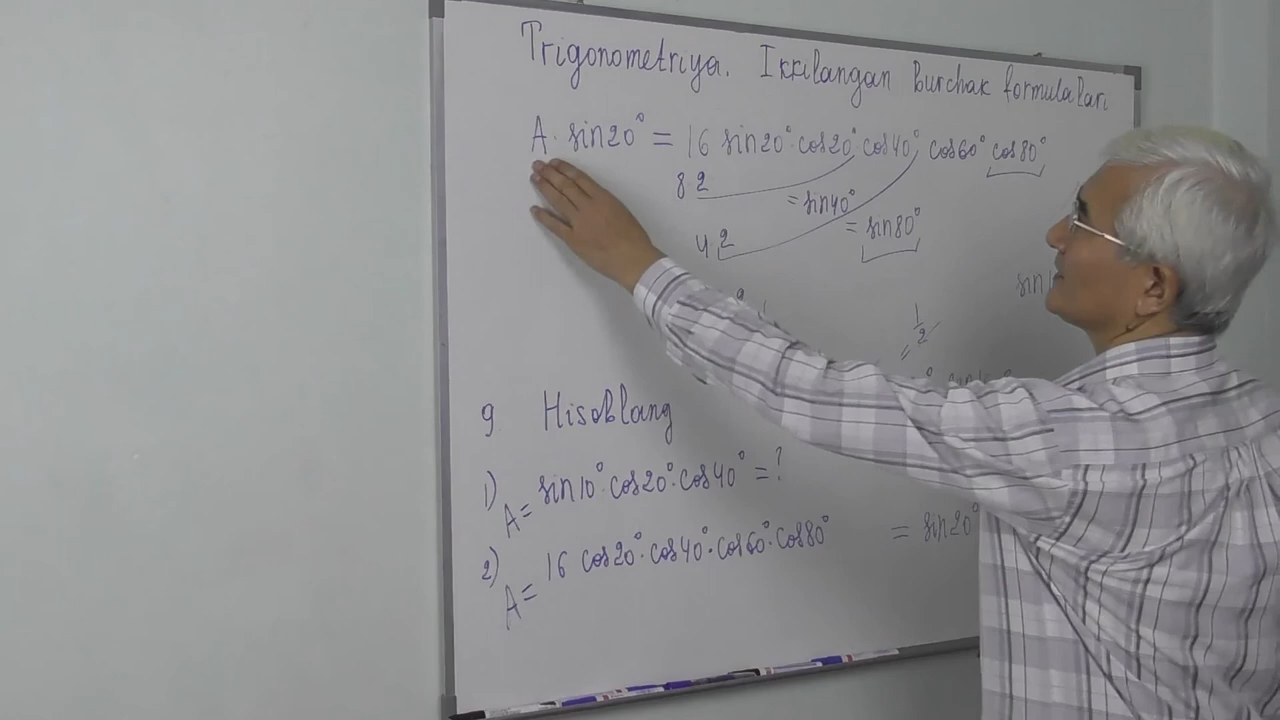 Trigonometriya. Ikkilangan burchak formulalari
A · sin20° = 16 sin20° · cos20° · cos40° · cos60° cos80°
8 2
= sin40°
= sin80°
4 2
1/2
=
9 Hisoblang
1) A = sin10° · cos20° · cos40° = ?
= sin20°
2) A = 16 cos20° · cos40° · cos60° · cos80°